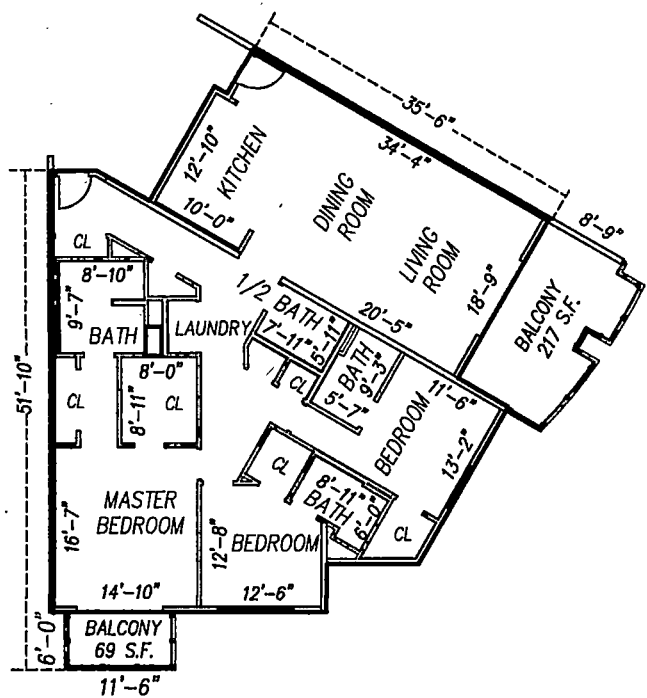 35'-6"
34'-4"
12'-10"
KITCHEN
10'-0"
DINING
ROOM
LIVING
ROOM
8'-9"
18'-9"
BALCONY
217 S.F.
CL
8'-10"
9'-7"
BATH
LAUNDRY
1/2 BATH
7'-11"
5'-11"
20'-5"
51'-10"
CL
8'-0"
8'-11"
CL
CL
BATH
9'-3"
5'-7"
11'-6"
BEDROOM
13'-2"
CL
8'-11"
BATH
6'-0"
CL
MASTER
BEDROOM
16'-7"
14'-10"
12'-8"
BEDROOM
12'-6"
6'-0"
BALCONY
69 S.F.
11'-6"